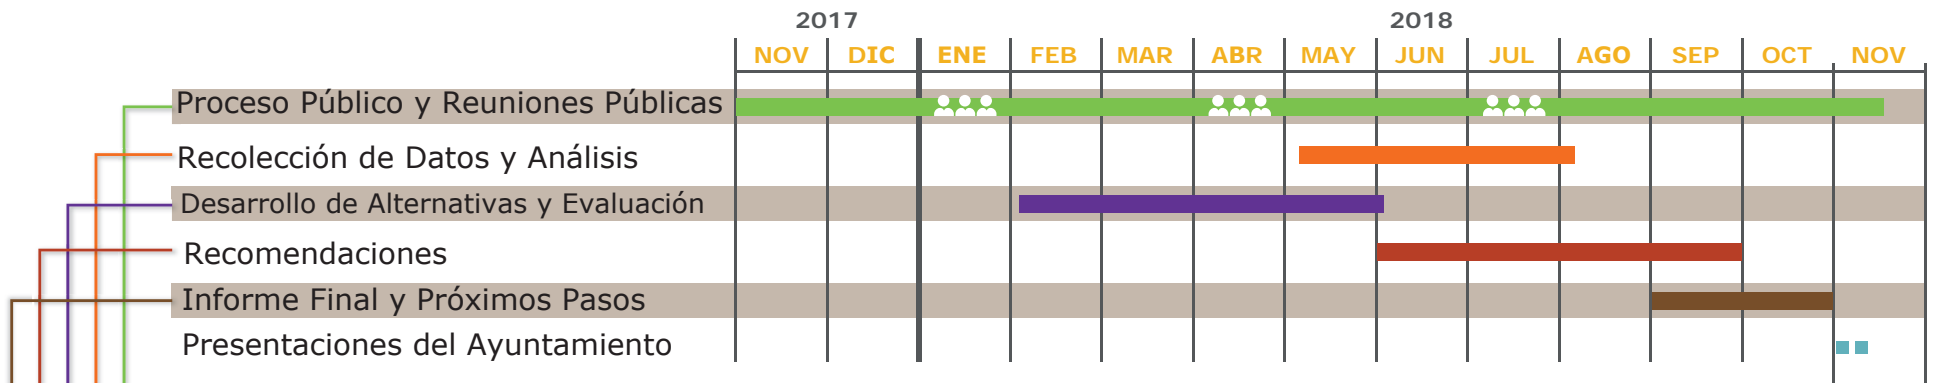 2017 2018
NOV DIC ENE FEB MAR ABR MAY JUN JUL AGO SEP OCT NOV
Proceso Público y Reuniones Públicas
Recolección de Datos y Análisis
Desarrollo de Alternativas y Evaluación
Recomendaciones
Informe Final y Próximos Pasos
Presentaciones del Ayuntamiento